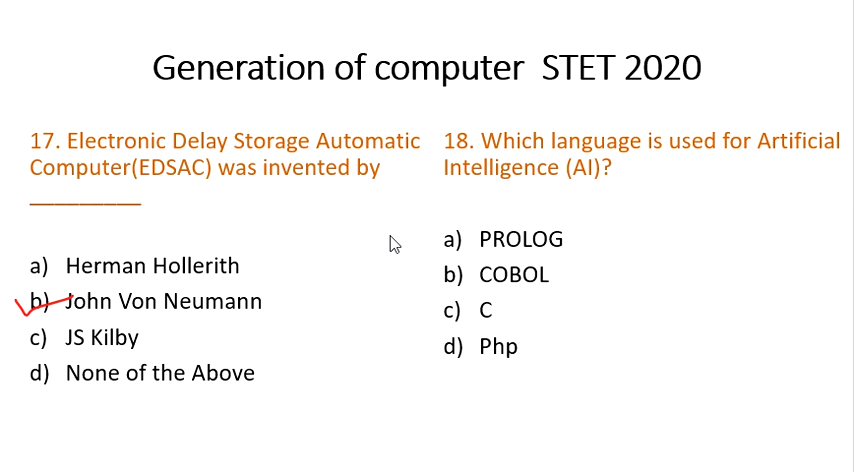 Generation of computer STET 2020
17. Electronic Delay Storage Automatic
Computer(EDSAC) was invented by
_________
a) Herman Hollerith
b) John Von Neumann
c) JS Kilby
d) None of the Above
18. Which language is used for Artificial
Intelligence (AI)?
a) PROLOG
b) COBOL
c) C
d) Php